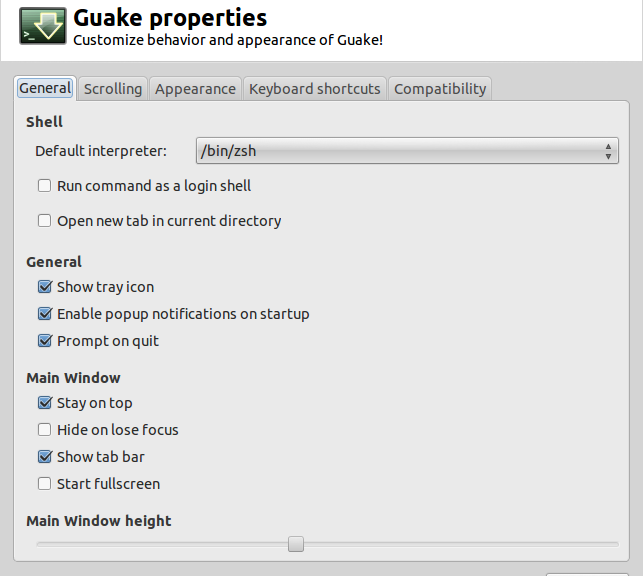 Guake properties
Customize behavior and appearance of Guake!
General Scrolling Appearance Keyboard shortcuts Compatibility
Shell
Default interpreter: /bin/zsh
Run command as a login shell
Open new tab in current directory
General
Show tray icon
Enable popup notifications on startup
Prompt on quit
Main Window
Stay on top
Hide on lose focus
Show tab bar
Start fullscreen
Main Window height